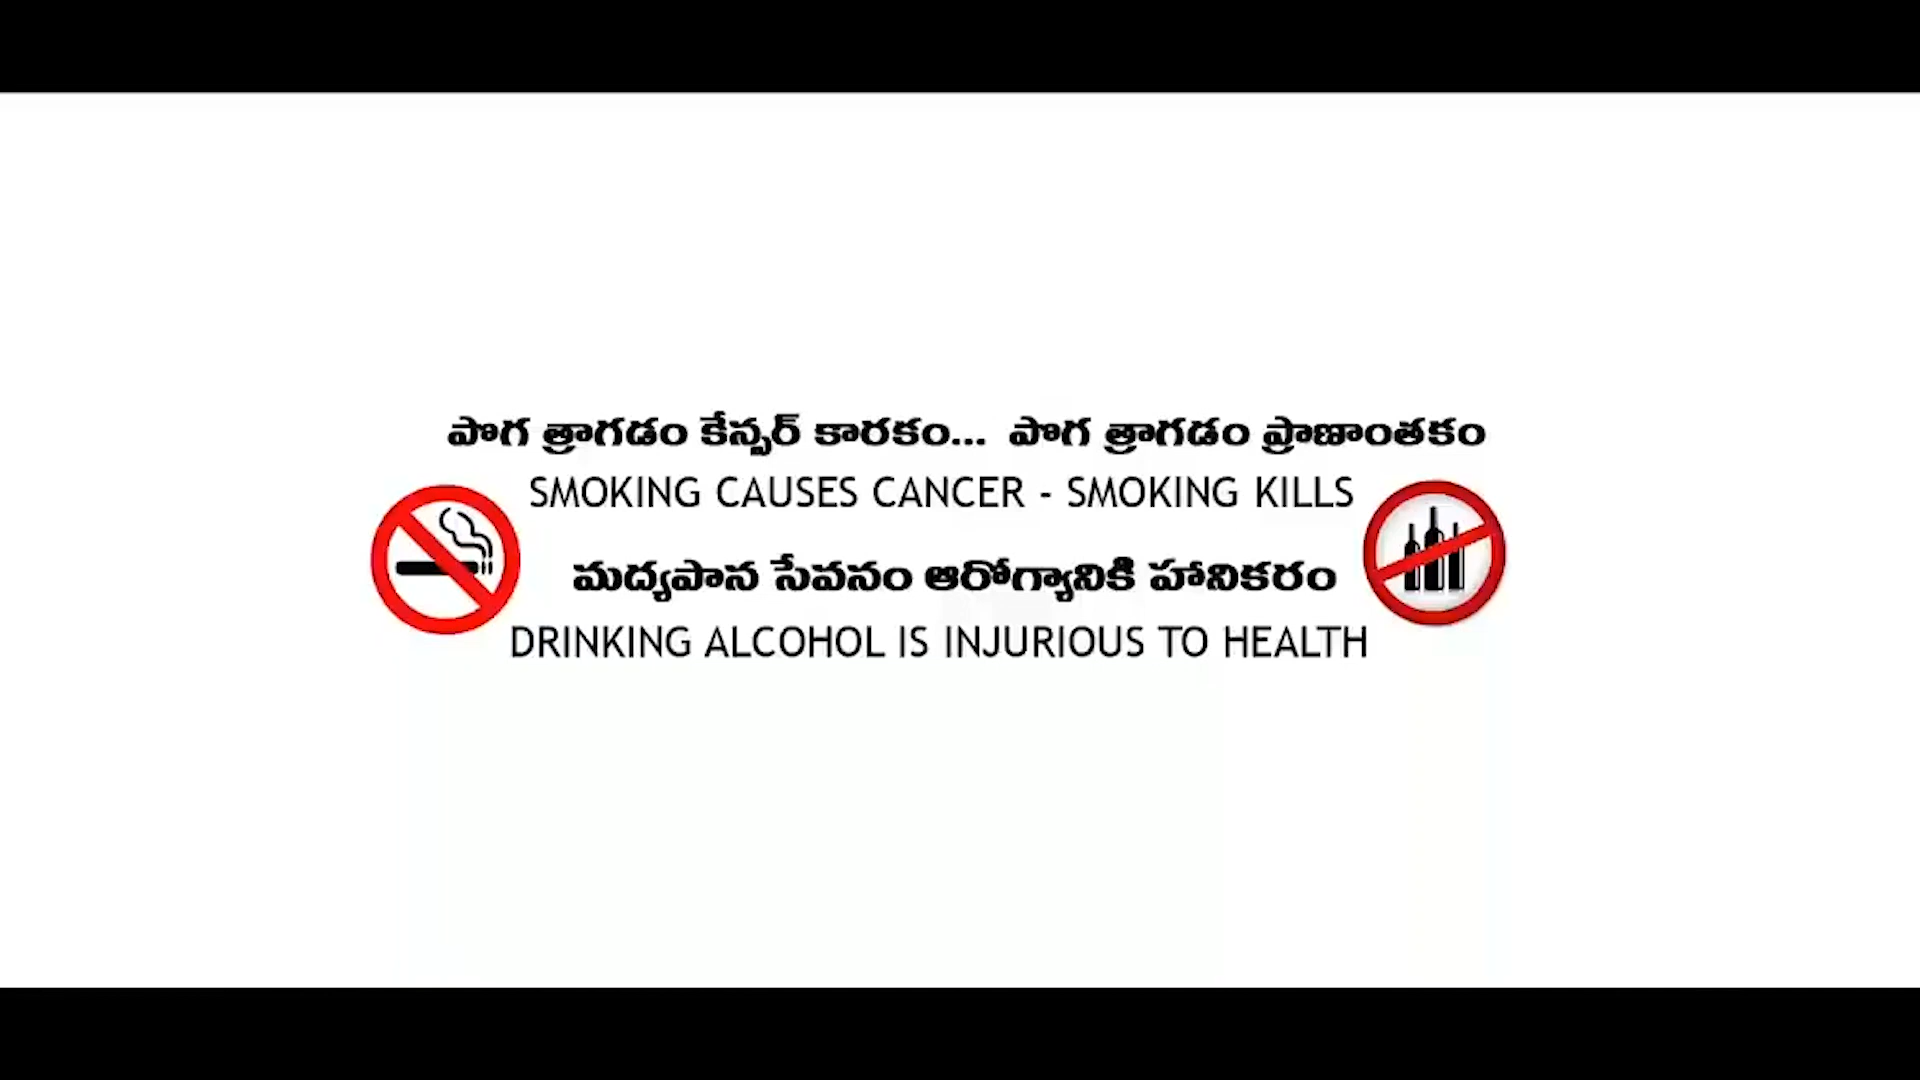 పొగ త్రాగడం కేన్సర్ కారకం... పొగ త్రాగడం ప్రాణాంతకం
SMOKING CAUSES CANCER - SMOKING KILLS
మద్యపాన సేవనం ఆరోగ్యానికి హానికరం
DRINKING ALCOHOL IS INJURIOUS TO HEALTH